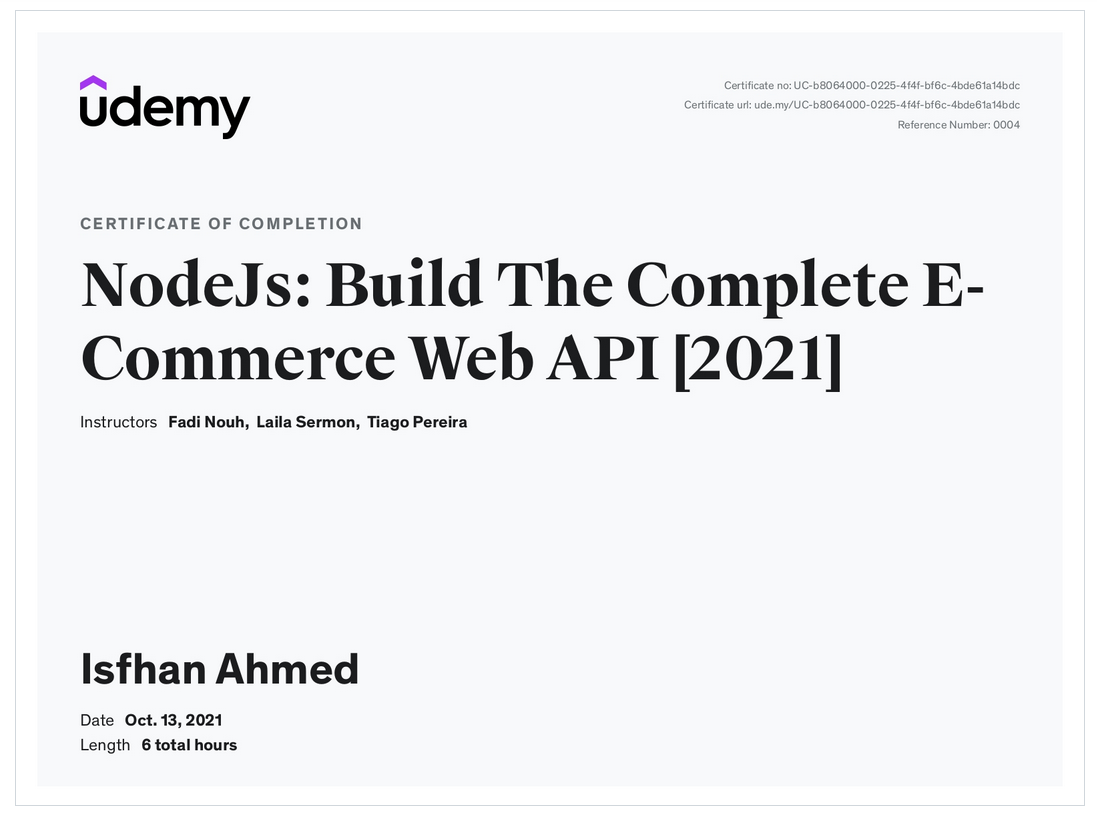 udemy
Certificate no: UC-b8064000-0225-4f4f-bf6c-4bde61a14bdc
Certificate url: ude.my/UC-b8064000-0225-4f4f-bf6c-4bde61a14bdc
Reference Number: 0004
CERTIFICATE OF COMPLETION
NodeJs: Build The Complete E-
Commerce Web API [2021]
Instructors Fadi Nouh, Laila Sermon, Tiago Pereira
Isfhan Ahmed
Date Oct. 13, 2021
Length 6 total hours